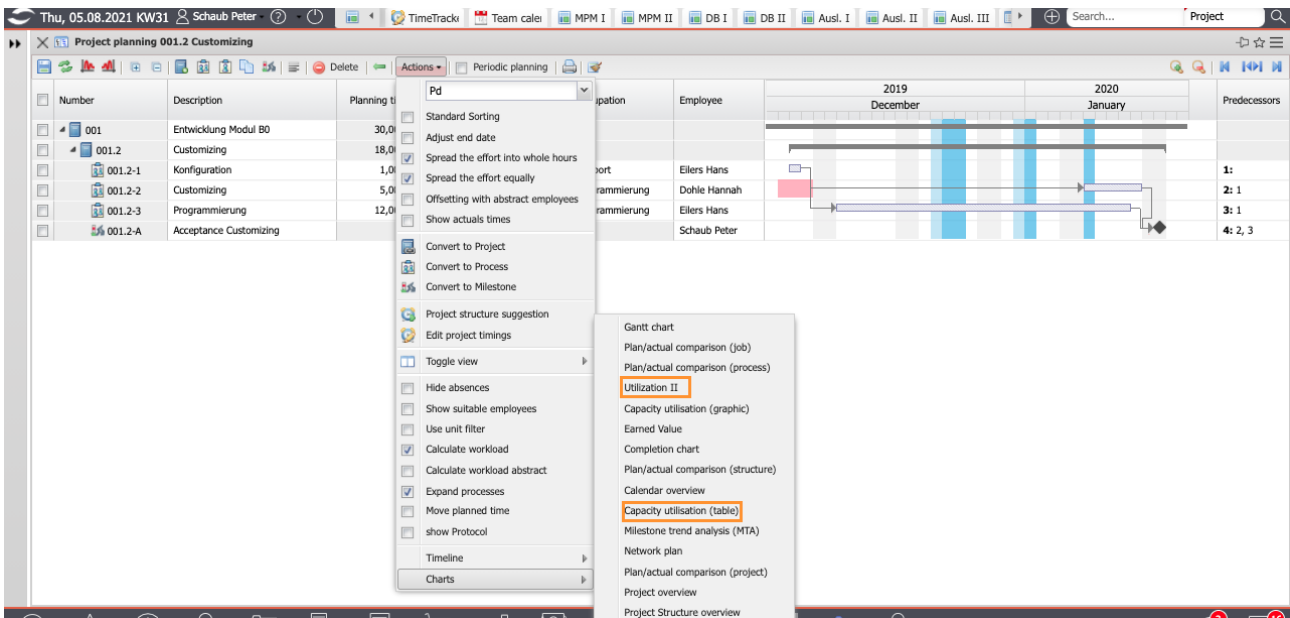 Thu, 05.08.2021 KW31 Schaub Peter TimeTracki Team caler MPM I MPM II DB I DB II Ausl. I Ausl. II Ausl. III Search... Project
Project planning 001.2 Customizing
Delete Actions Periodic planning
Number Description Planning ti upation Employee 2019 2020 Predecessors
December January
Pd
Standard Sorting
Adjust end date
Spread the effort into whole hours
Spread the effort equally
Offsetting with abstract employees
Show actuals times
Convert to Project
Convert to Process
Convert to Milestone
Project structure suggestion
Edit project timings
Toggle view
Hide absences
Show suitable employees
Use unit filter
Calculate workload
Calculate workload abstract
Expand processes
Move planned time
show Protocol
Timeline
Charts
001 Entwicklung Modul B0 30,0
001.2 Customizing 18,0
001.2-1 Konfiguration 1,0 port Eilers Hans 1:
001.2-2 Customizing 5,0 rammierung Dohle Hannah 2: 1
001.2-3 Programmierung 12,0 rammierung Eilers Hans 3: 1
001.2-A Acceptance Customizing Schaub Peter 4: 2, 3
Gantt chart
Plan/actual comparison (job)
Plan/actual comparison (process)
Utilization II
Capacity utilisation (graphic)
Earned Value
Completion chart
Plan/actual comparison (structure)
Calendar overview
Capacity utilisation (table)
Milestone trend analysis (MTA)
Network plan
Plan/actual comparison (project)
Project overview
Project Structure overview